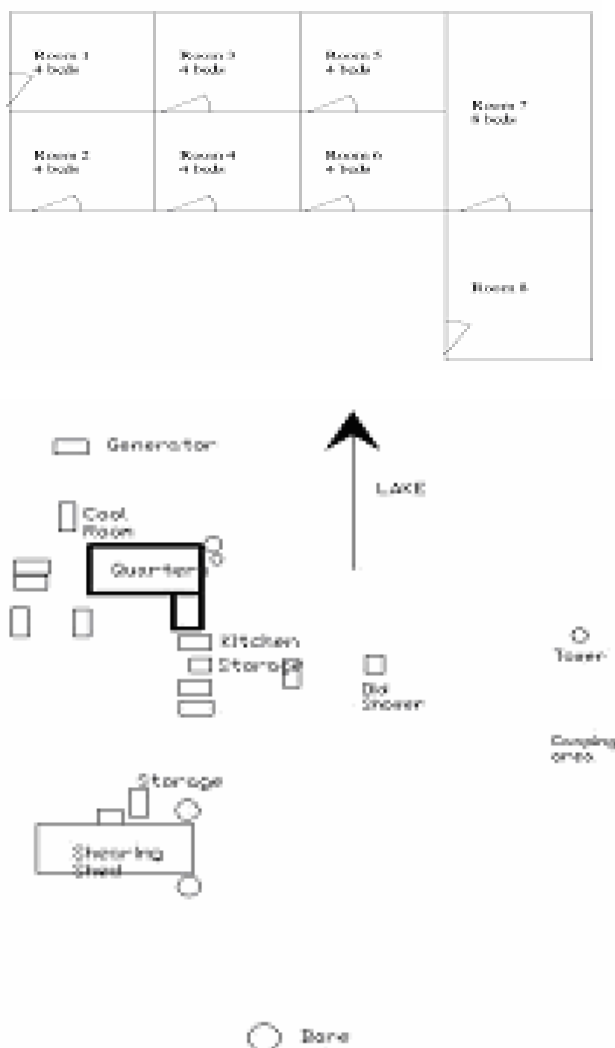 Room 1
4 beds
Room 3
4 beds
Room 5
4 beds
Room 7
8 beds
Room 2
4 beds
Room 4
4 beds
Room 6
4 beds
Room 8
Generator
LAKE
Cool
Room
Quarters
Kitchen
Storage
Tower
Old
Shower
Camping
area
Storage
Shearing
Shed
Bore